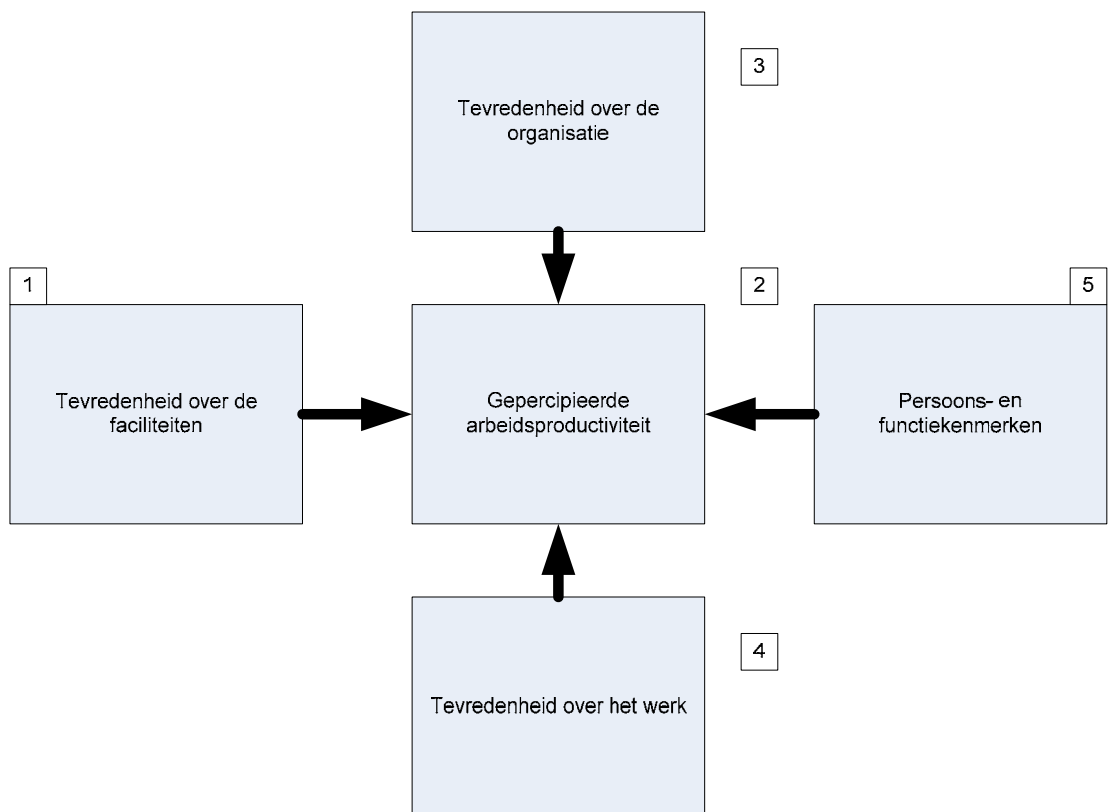 3
Tevredenheid over de
organisatie
1
2
5
Tevredenheid over de
faciliteiten
Gepercipieerde
arbeidsproductiviteit
Persoons- en
functiekenmerken
4
Tevredenheid over het werk